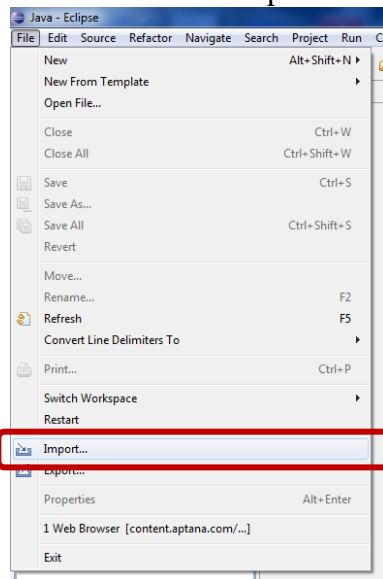 Java - Eclipse
File Edit Source Refactor Navigate Search Project Run
New Alt+Shift+N
New From Template
Open File...
Close Ctrl+W
Close All Ctrl+Shift+W
Save Ctrl+S
Save As...
Save All Ctrl+Shift+S
Revert
Move...
Rename... F2
Refresh F5
Convert Line Delimiters To
Print... Ctrl+P
Switch Workspace
Restart
Import...
Export...
Properties Alt+Enter
1 Web Browser [content.aptana.com/...]
Exit